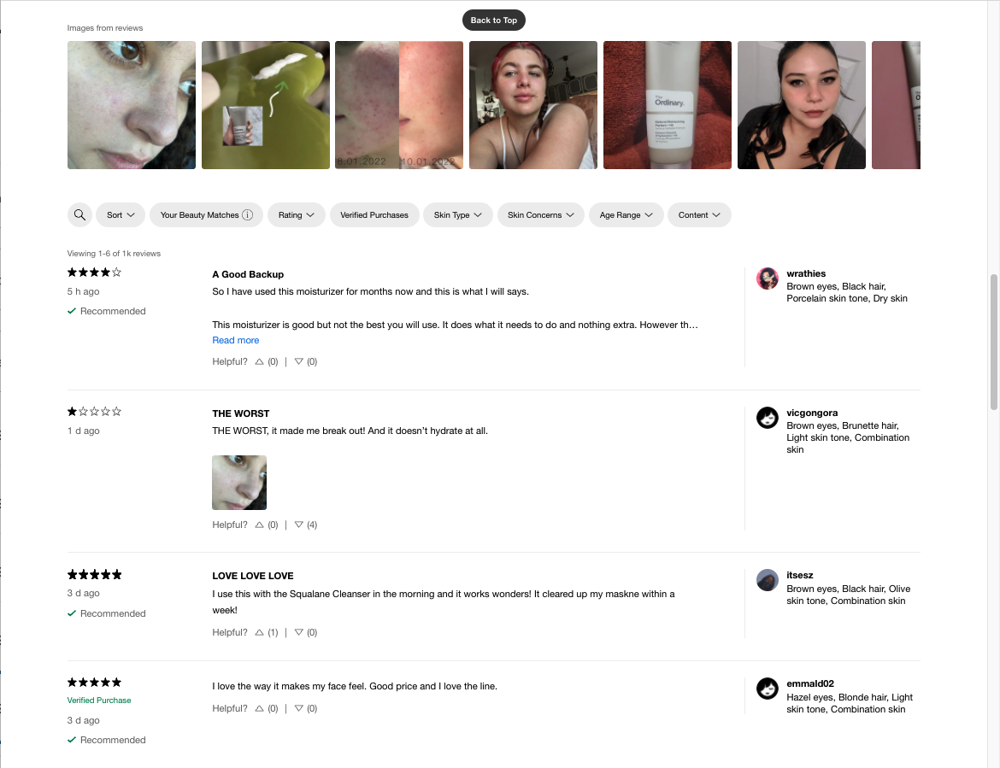 Back to Top
Images from reviews
8.01.2022
10.01.2022
The
Ordinary.
Sort
Your Beauty Matches
Rating
Verified Purchases
Skin Type
Skin Concerns
Age Range
Content
Viewing 1-6 of 1k reviews
5 h ago
Recommended
A Good Backup
So I have used this moisturizer for months now and this is what I will says.
This moisturizer is good but not the best you will use. It does what it needs to do and nothing extra. However th…
Read more
Helpful? (0) | (0)
wrathies
Brown eyes, Black hair,
Porcelain skin tone, Dry skin
1 d ago
THE WORST
THE WORST, it made me break out! And it doesn’t hydrate at all.
Helpful? (0) | (4)
vicgongora
Brown eyes, Brunette hair,
Light skin tone, Combination
skin
3 d ago
Recommended
LOVE LOVE LOVE
I use this with the Squalane Cleanser in the morning and it works wonders! It cleared up my maskne within a
week!
Helpful? (1) | (0)
itsesz
Brown eyes, Black hair, Olive
skin tone, Combination skin
Verified Purchase
3 d ago
Recommended
I love the way it makes my face feel. Good price and I love the line.
Helpful? (0) | (0)
emmald02
Hazel eyes, Blonde hair, Light
skin tone, Combination skin